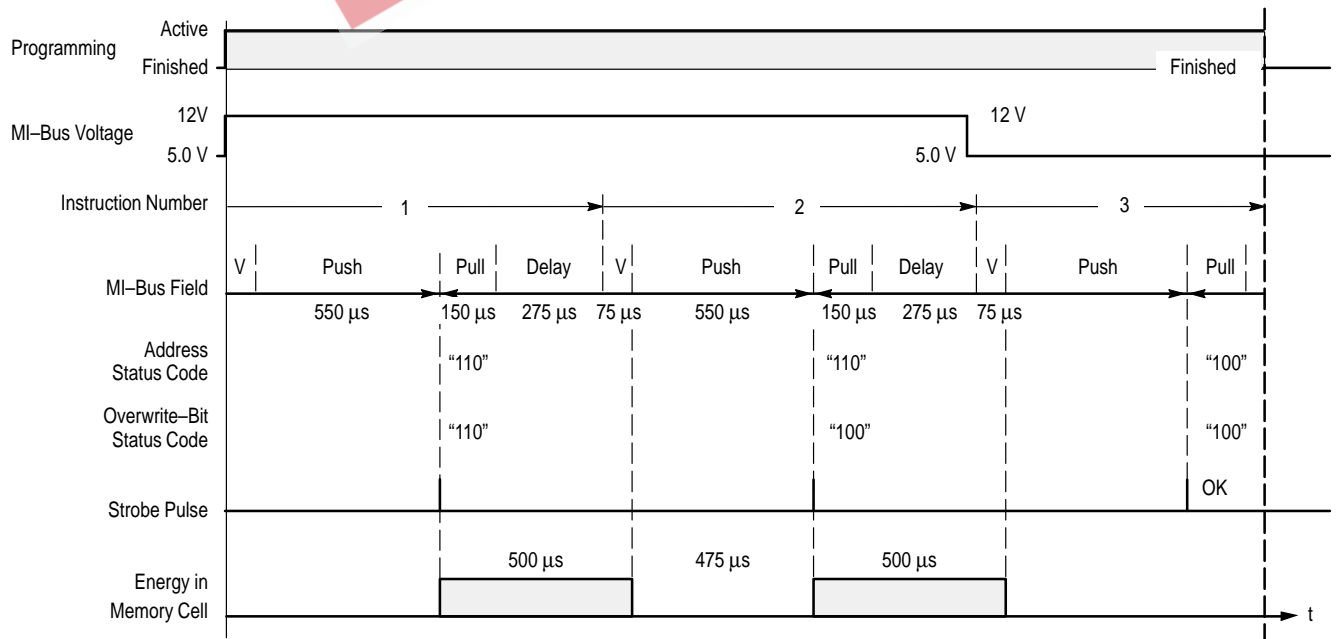 Programming
Active
Finished
Finished
MI–Bus Voltage
12V
5.0 V
12 V
5.0 V
Instruction Number
1
2
3
MI–Bus Field
V
Push
Pull
Delay
V
Push
Pull
Delay
V
Push
Pull
550 µs
150 µs
275 µs
75 µs
550 µs
150 µs
275 µs
75 µs
Address
Status Code
“110”
“110”
“100”
Overwrite–Bit
Status Code
“110”
“100”
“100”
Strobe Pulse
OK
Energy in
Memory Cell
500 µs
475 µs
500 µs
t